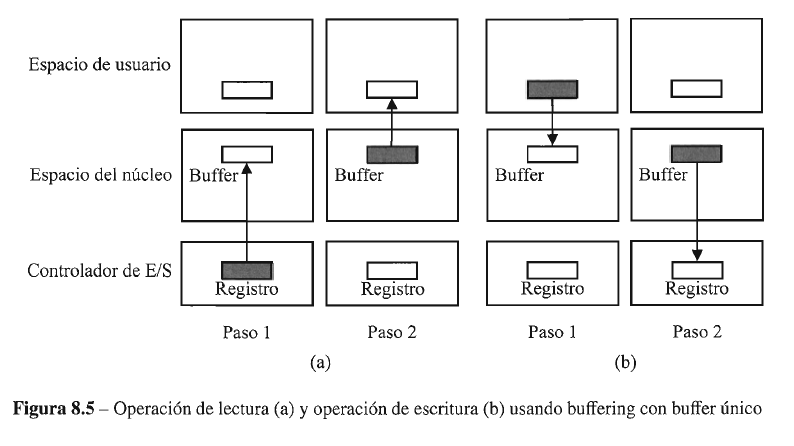 Espacio de usuario
Espacio del núcleo
Buffer
Buffer
Buffer
Buffer
Controlador de E/S
Registro
Registro
Registro
Registro
Paso 1
Paso 2
Paso 1
Paso 2
(a)
(b)
Figura 8.5 – Operación de lectura (a) y operación de escritura (b) usando buffering con buffer único